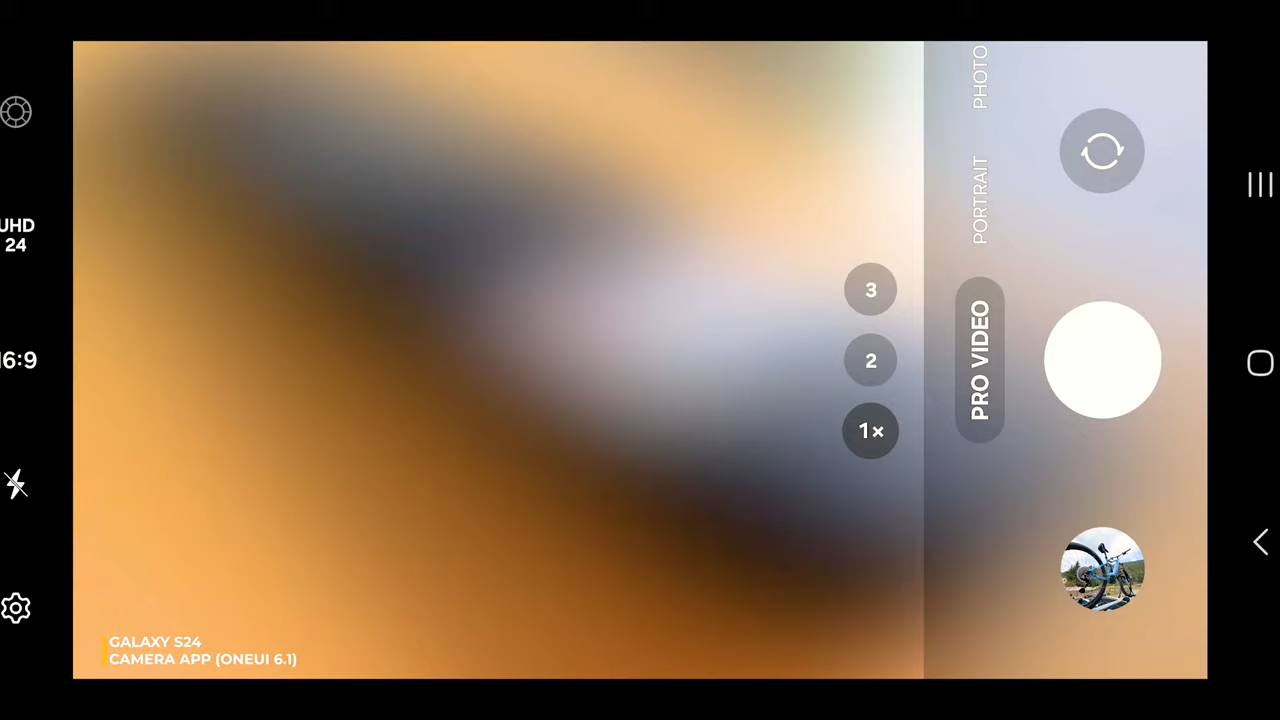 UHD
24
16:9
3
2
1×
PHOTO
PORTRAIT
PRO VIDEO
GALAXY S24
CAMERA APP (ONEUI 6.1)